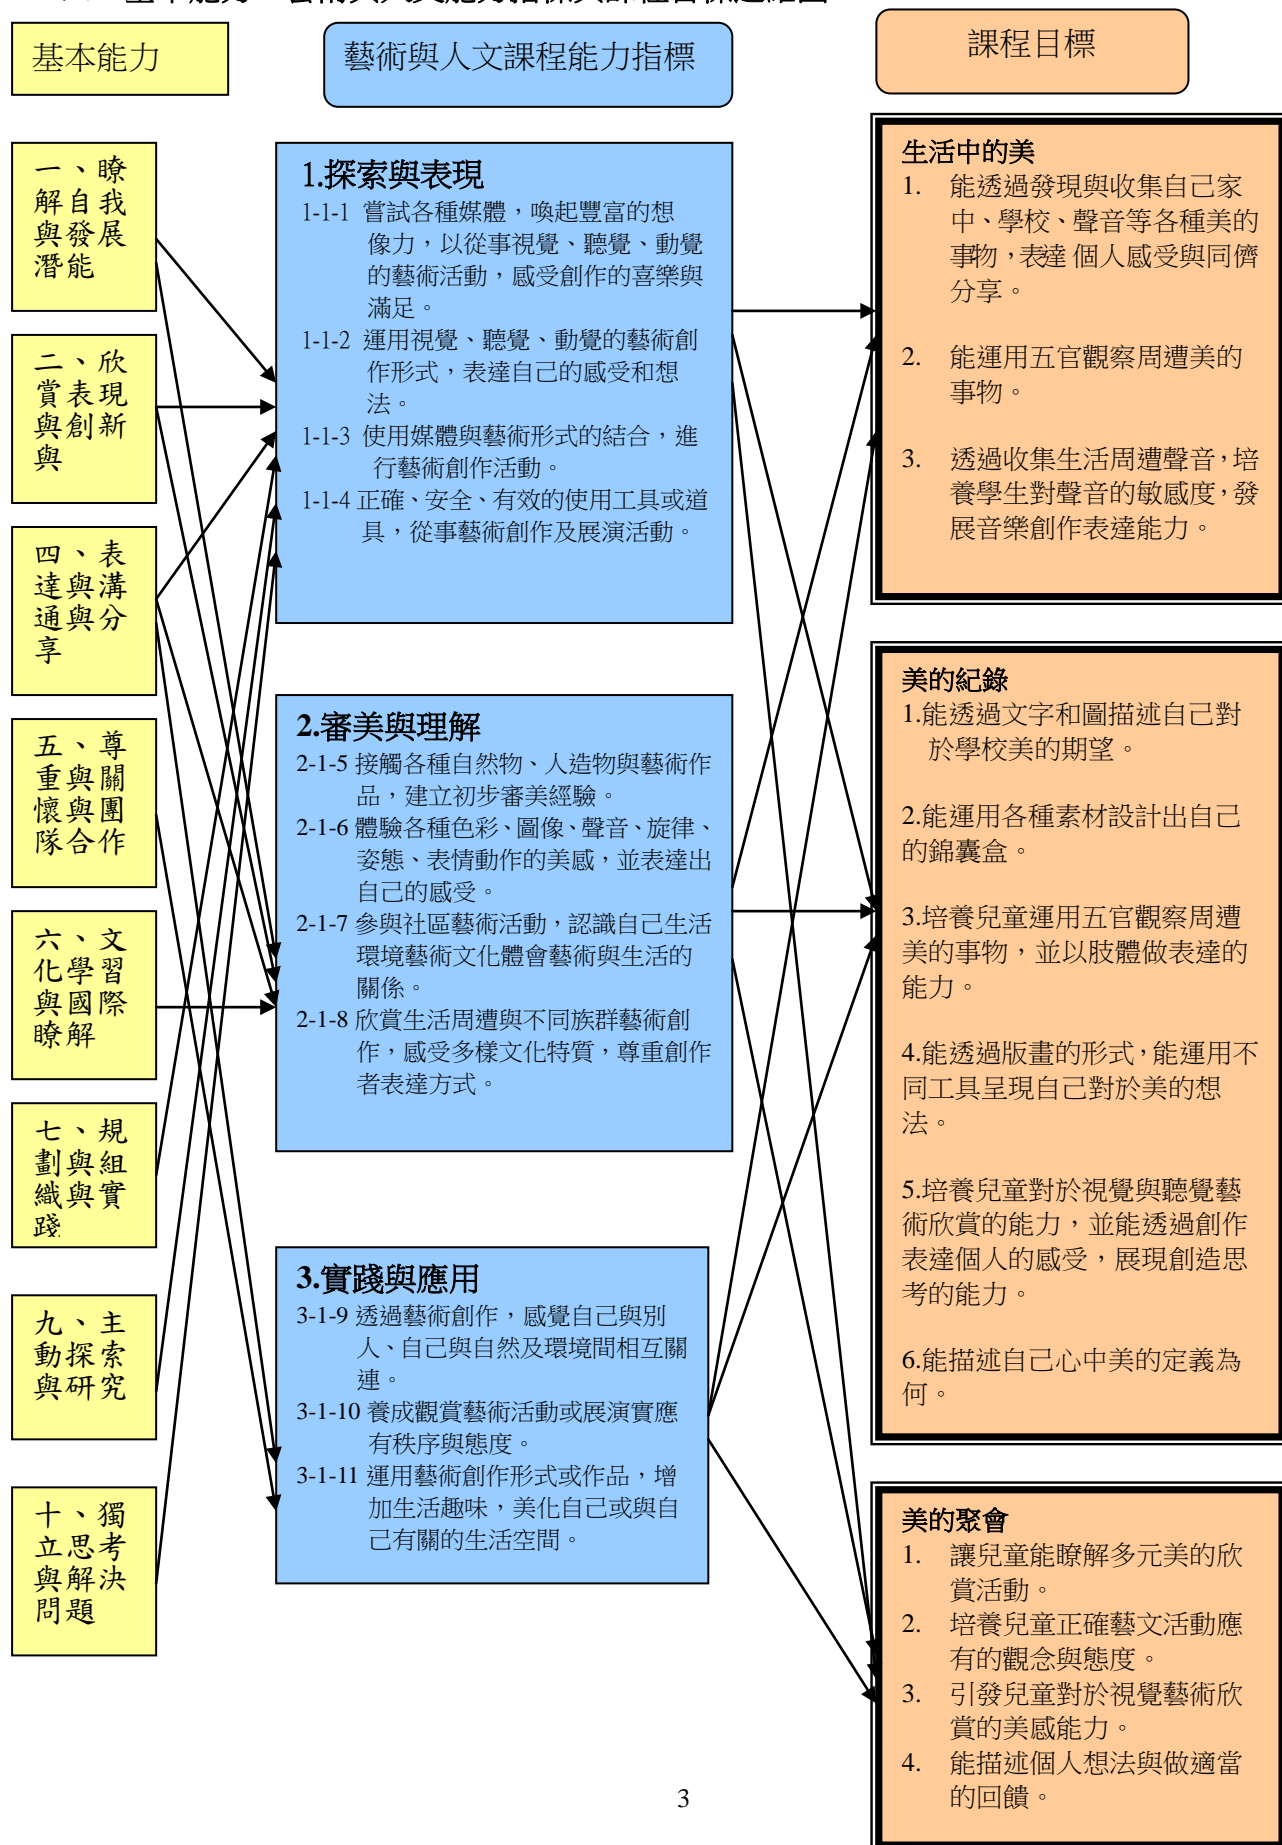 基本能力
藝術與人文課程能力指標
課程目標
一、瞭
解自我
與發展
潛能
二、欣
賞表現
與創新
與
四、表
達與溝
通與分
享
五、尊
重與關
懷與團
隊合作
六、文
化學習
與國際
瞭解
七、規
劃與組
織與實
踐
九、主
動探索
與研究
十、獨
立思考
與解決
問題
1.探索與表現
1-1-1 嘗試各種媒體，喚起豐富的想
像力，以從事視覺、聽覺、動覺
的藝術活動，感受創作的喜樂與
滿足。
1-1-2 運用視覺、聽覺、動覺的藝術創
作形式，表達自己的感受和想
法。
1-1-3 使用媒體與藝術形式的結合，進
行藝術創作活動。
1-1-4 正確、安全、有效的使用工具或道
具，從事藝術創作及展演活動。
2.審美與理解
2-1-5 接觸各種自然物、人造物與藝術作
品，建立初步審美經驗。
2-1-6 體驗各種色彩、圖像、聲音、旋律、
姿態、表情動作的美感，並表達出
自己的感受。
2-1-7 參與社區藝術活動，認識自己生活
環境藝術文化體會藝術與生活的
關係。
2-1-8 欣賞生活周遭與不同族群藝術創
作，感受多樣文化特質，尊重創作
者表達方式。
3.實踐與應用
3-1-9 透過藝術創作，感覺自己與別
人、自己與自然及環境間相互關
連。
3-1-10 養成觀賞藝術活動或展演實應
有秩序與態度。
3-1-11 運用藝術創作形式或作品，增
加生活趣味，美化自己或與自
己有關的生活空間。
生活中的美
1. 能透過發現與收集自己家
中、學校、聲音等各種美的
事物，表達個人感受與同儕
分享。
2. 能運用五官觀察周遭美的
事物。
3. 透過收集生活周遭聲音，培
養學生對聲音的敏感度，發
展音樂創作表達能力。
美的紀錄
1.能透過文字和圖描述自己對
於學校美的期望。
2.能運用各種素材設計出自己
的錦囊盒。
3.培養兒童運用五官觀察周遭
美的事物，並以肢體做表達的
能力。
4.能透過版畫的形式，能運用不
同工具呈現自己對於美的想
法。
5.培養兒童對於視覺與聽覺藝
術欣賞的能力，並能透過創作
表達個人的感受，展現創造思
考的能力。
6.能描述自己心中美的定義為
何。
美的聚會
1. 讓兒童能瞭解多元美的欣
賞活動。
2. 培養兒童正確藝文活動應
有的觀念與態度。
3. 引發兒童對於視覺藝術欣
賞的美感能力。
4. 能描述個人想法與做適當
的回饋。
3